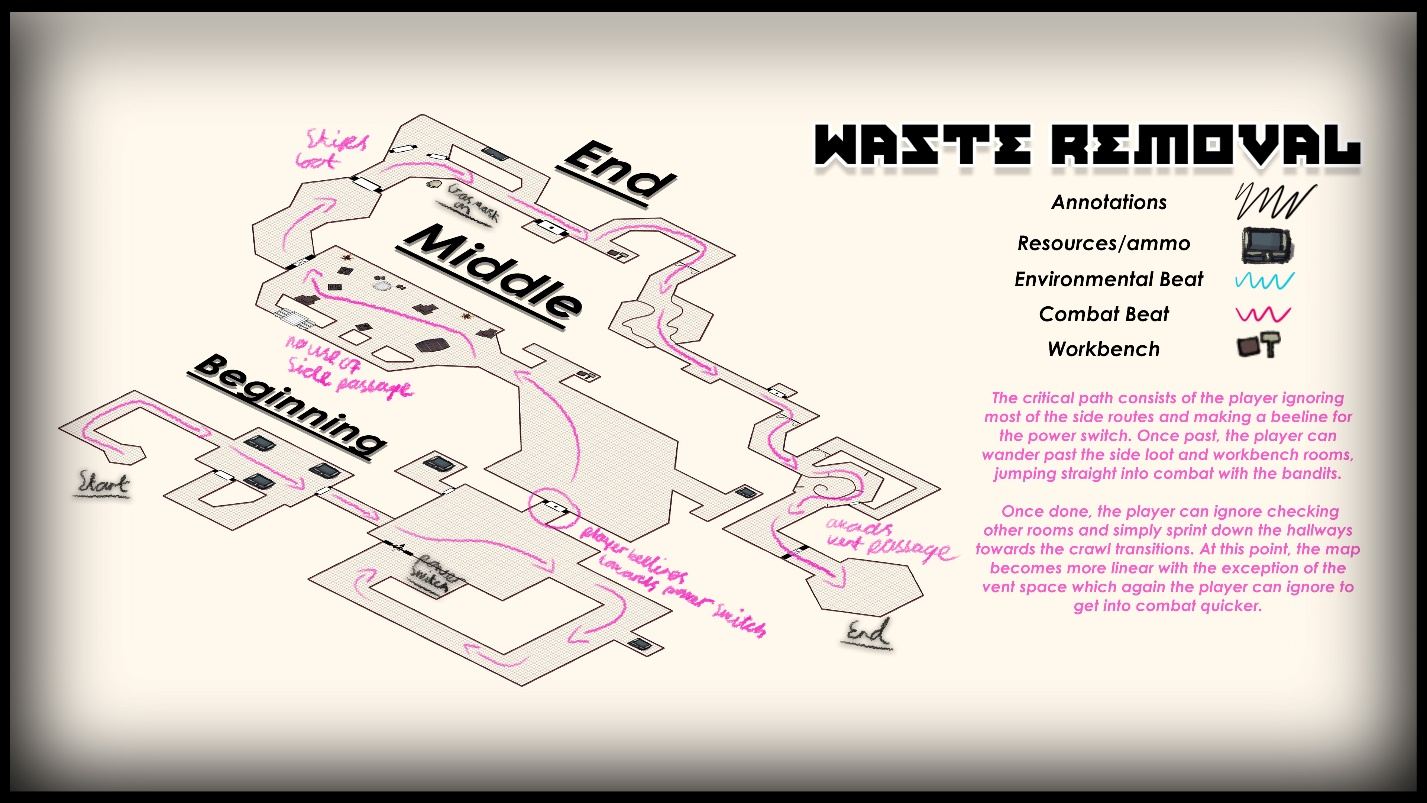 WASTE REMOVAL
Annotations
Resources/ammo
Environmental Beat
Combat Beat
Workbench
The critical path consists of the player ignoring
most of the side routes and making a beeline for
the power switch. Once past, the player can
wander past the side loot and workbench rooms,
jumping straight into combat with the bandits.
Once done, the player can ignore checking
other rooms and simply sprint down the hallways
towards the crawl transitions. At this point, the map
becomes more linear with the exception of the
vent space which again the player can ignore to
get into combat quicker.
Skips
loot
End
Gas mask
on
Middle
no use of
side passage
Beginning
Start
power
switch
player beelines
towards power switch
avoids
vent passage
End